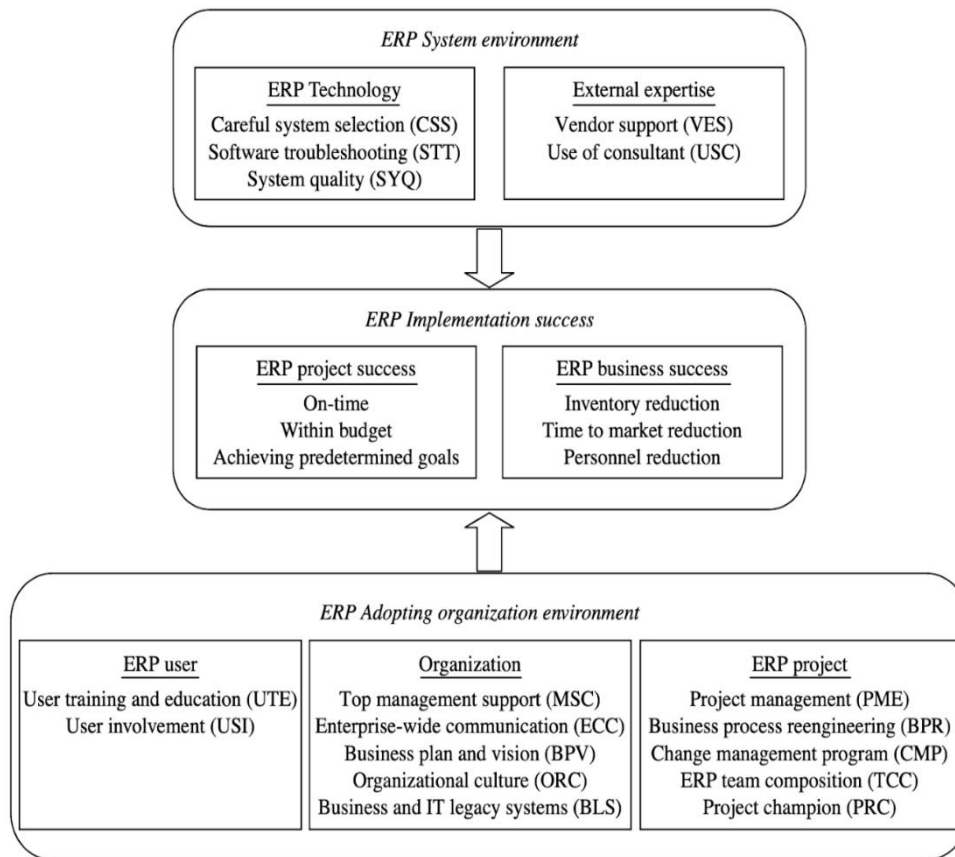 ERP System environment
ERP Technology
Careful system selection (CSS)
Software troubleshooting (STT)
System quality (SYQ)
External expertise
Vendor support (VES)
Use of consultant (USC)
ERP Implementation success
ERP project success
On-time
Within budget
Achieving predetermined goals
ERP business success
Inventory reduction
Time to market reduction
Personnel reduction
ERP Adopting organization environment
ERP user
User training and education (UTE)
User involvement (USI)
Organization
Top management support (MSC)
Enterprise-wide communication (ECC)
Business plan and vision (BPV)
Organizational culture (ORC)
Business and IT legacy systems (BLS)
ERP project
Project management (PME)
Business process reengineering (BPR)
Change management program (CMP)
ERP team composition (TCC)
Project champion (PRC)